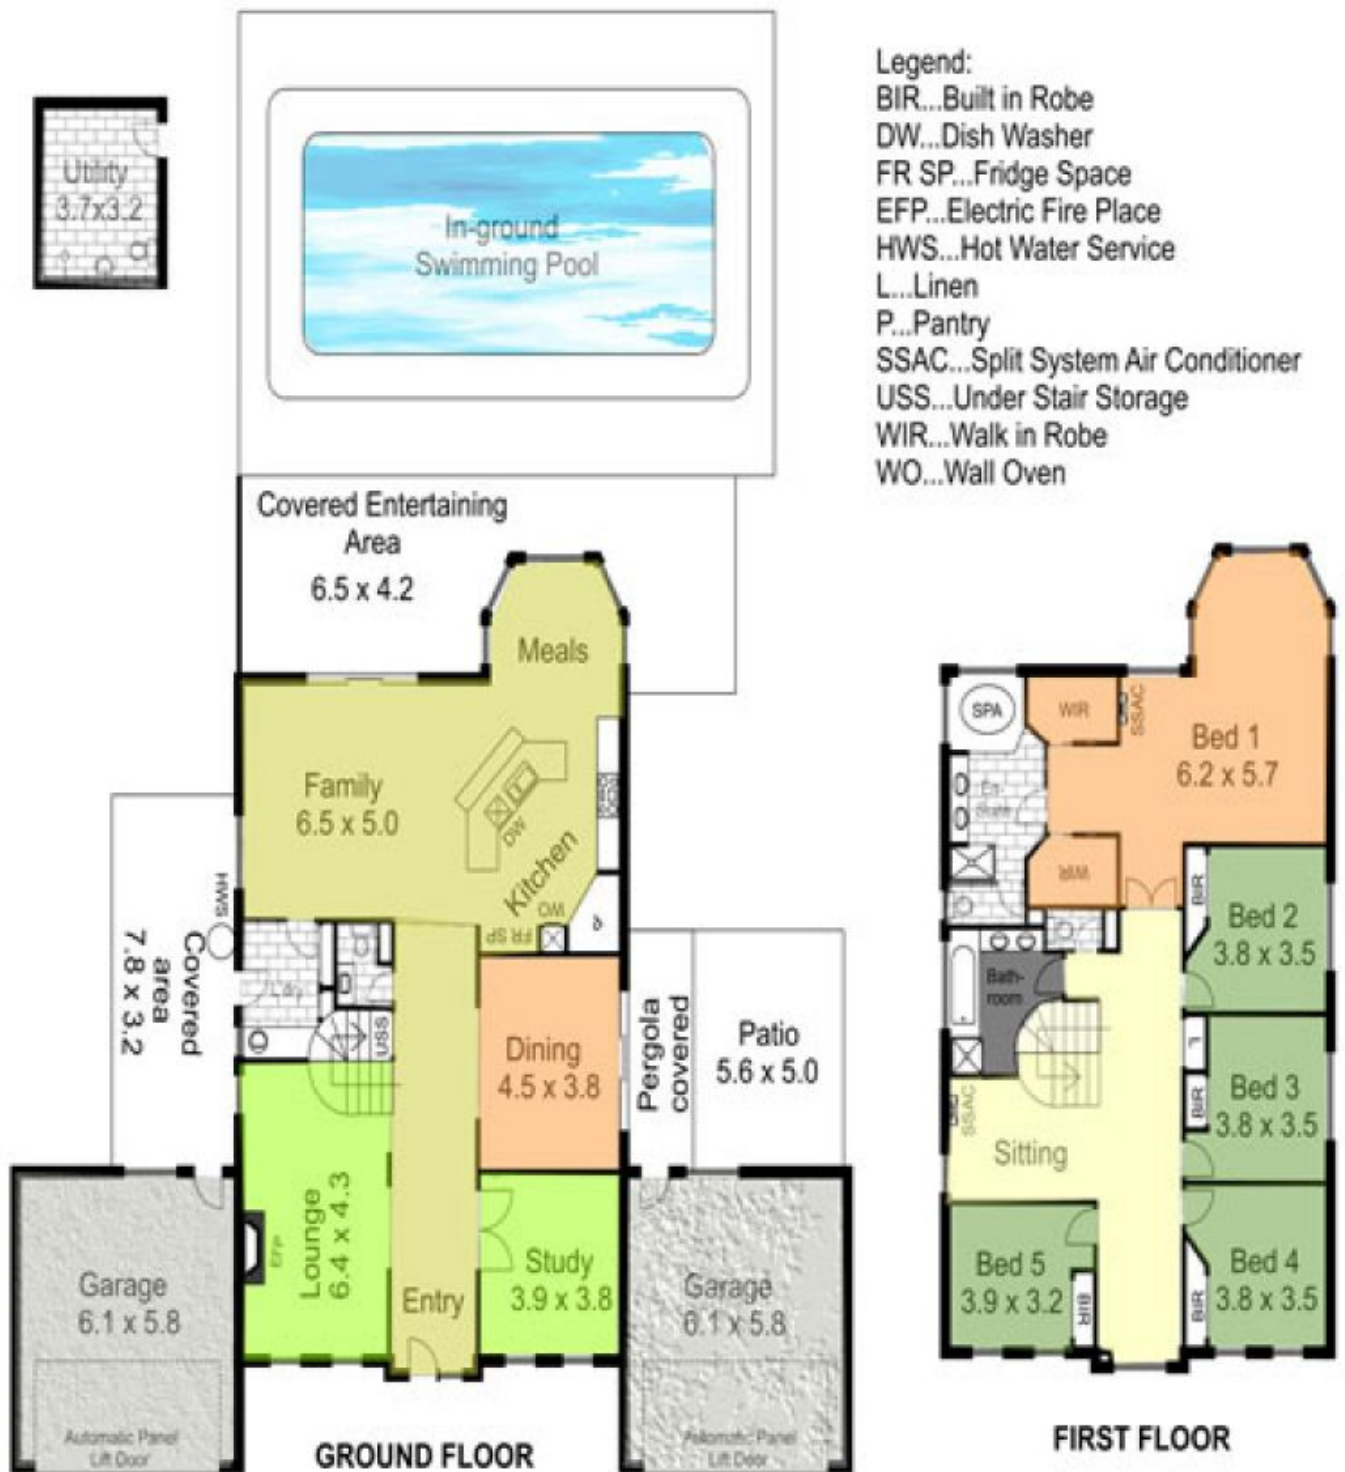 Legend:
BIR...Built in Robe
DW...Dish Washer
FR SP...Fridge Space
EFP...Electric Fire Place
HWS...Hot Water Service
L...Linen
P...Pantry
SSAC...Split System Air Conditioner
USS...Under Stair Storage
WIR...Walk in Robe
WO...Wall Oven
Utility
3.7x3.2
In-ground
Swimming Pool
Covered Entertaining
Area
6.5 x 4.2
Meals
Family
6.5 x 5.0
DW
Kitchen
WO
FR SP
P
HWS
Covered
area
7.8 x 3.2
L'dry
USS
Dining
4.5 x 3.8
Pergola
covered
Patio
5.6 x 5.0
Lounge
6.4 x 4.3
EFP
Study
3.9 x 3.8
Entry
Garage
6.1 x 5.8
Automatic Panel
Lift Door
Garage
6.1 x 5.8
Automatic Panel
Lift Door
GROUND FLOOR
SPA
WIR
SSAC
Bed 1
6.2 x 5.7
En-
Suite
WIR
BIR
Bed 2
3.8 x 3.5
Bath-
room
L
BIR
Bed 3
3.8 x 3.5
SSAC
Sitting
Bed 5
3.9 x 3.2
BIR
BIR
Bed 4
3.8 x 3.5
FIRST FLOOR